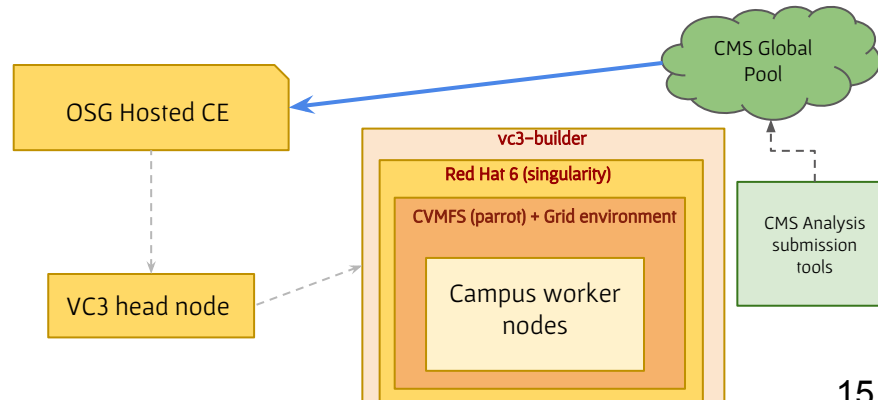 CMS Global
Pool
OSG Hosted CE
vc3-builder
Red Hat 6 (singularity)
CVMFS (parrot) + Grid environment
CMS Analysis
submission
tools
VC3 head node
Campus worker
nodes
15